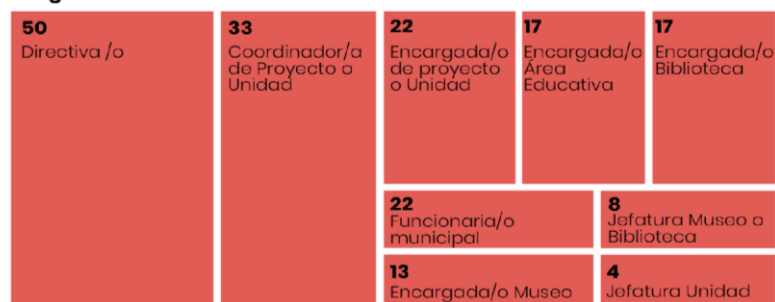 50
Directiva /o
33
Coordinador/a
de Proyecto o
Unidad
22
Encargada/o
de proyecto
o Unidad
17
Encargada/o
Área
Educativa
17
Encargada/o
Biblioteca
22
Funcionaria/o
municipal
8
Jefatura Museo o
Biblioteca
13
Encargada/o Museo
4
Jefatura Unidad